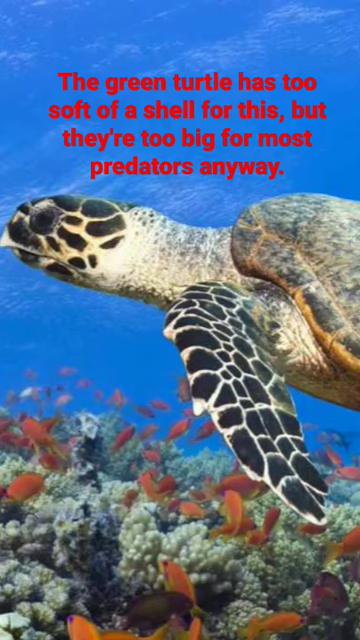 The green turtle has too
soft of a shell for this, but
they're too big for most
predators anyway.